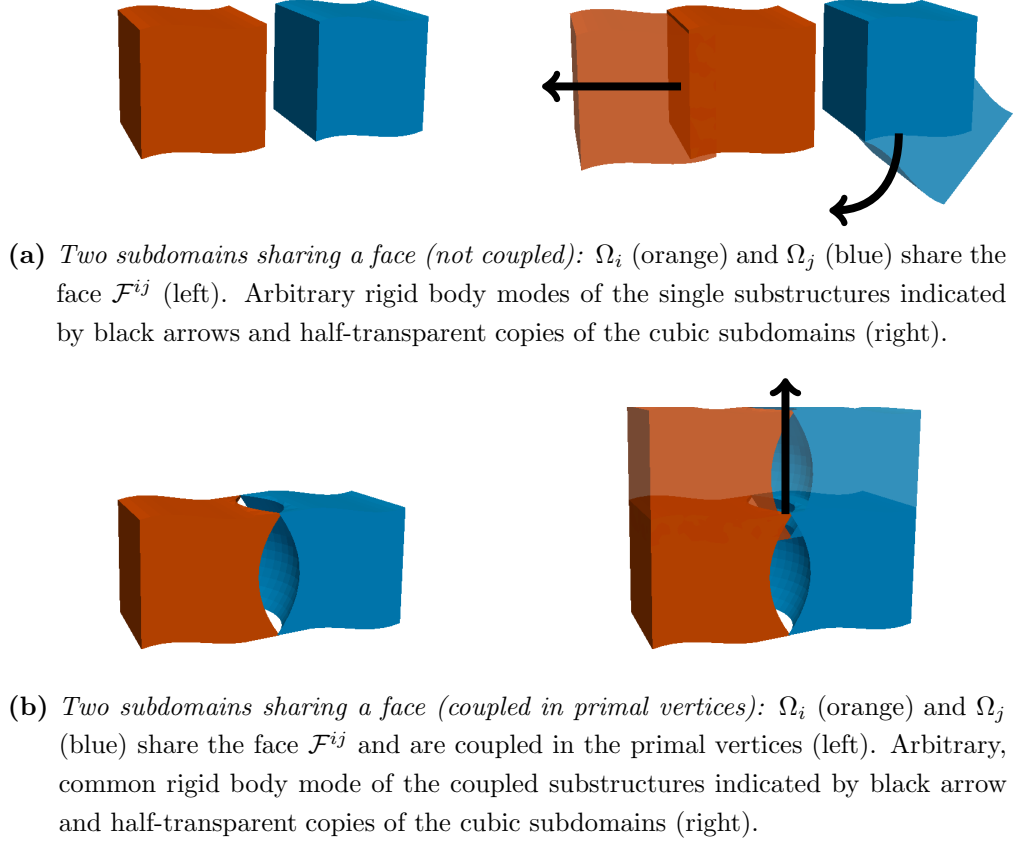 (a) Two subdomains sharing a face (not coupled): Ωi (orange) and Ωj (blue) share the
face ℱ^{ij} (left). Arbitrary rigid body modes of the single substructures indicated
by black arrows and half-transparent copies of the cubic subdomains (right).
(b) Two subdomains sharing a face (coupled in primal vertices): Ωi (orange) and Ωj
(blue) share the face ℱ^{ij} and are coupled in the primal vertices (left). Arbitrary,
common rigid body mode of the coupled substructures indicated by black arrow
and half-transparent copies of the cubic subdomains (right).